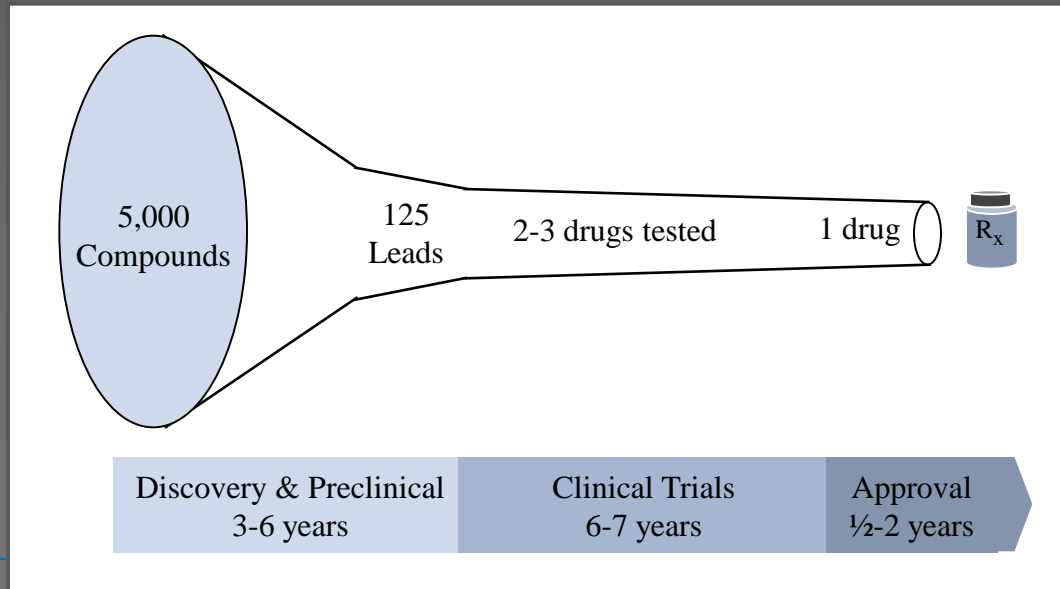 5,000
Compounds
125
Leads
2-3 drugs tested
1 drug
Rx
Discovery & Preclinical
3-6 years
Clinical Trials
6-7 years
Approval
½-2 years